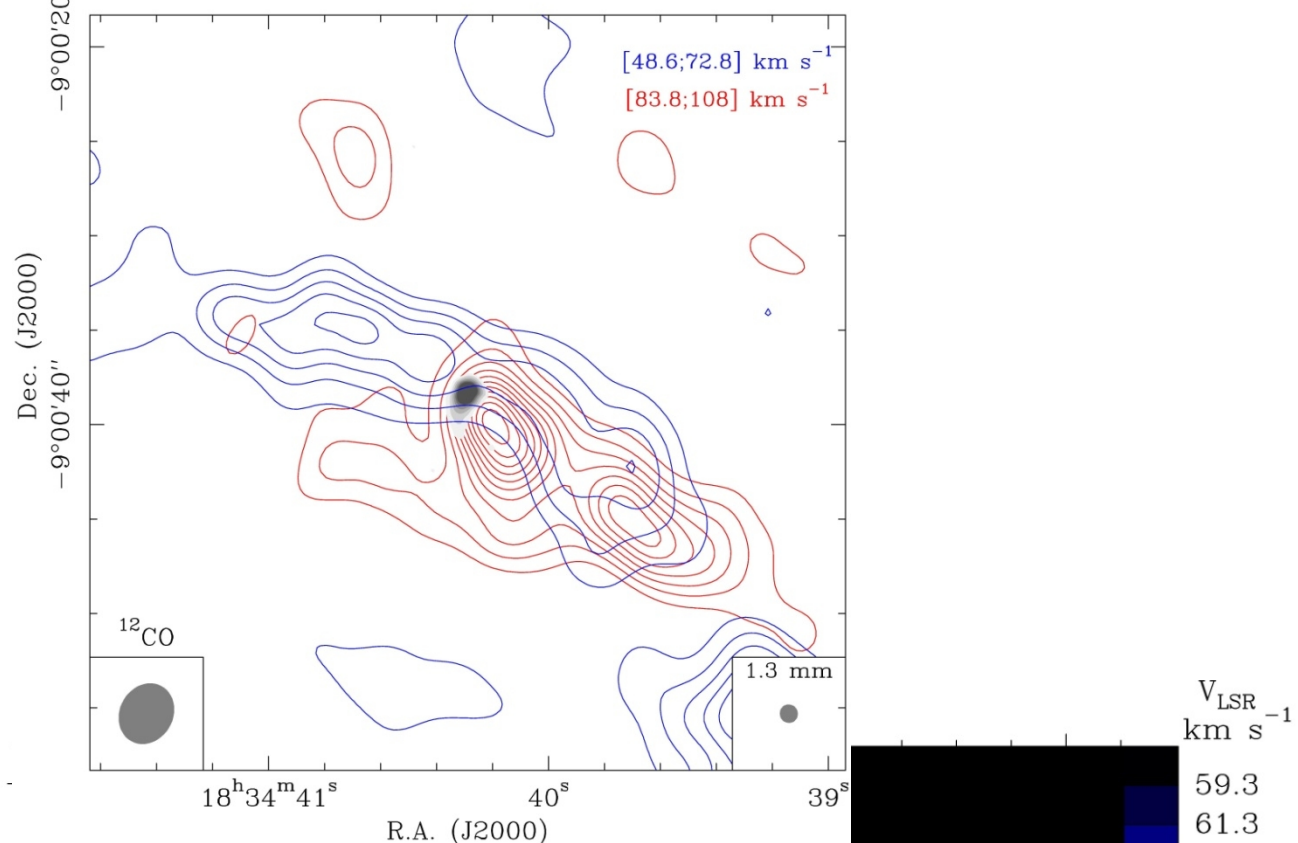 −9°00'20
[48.6;72.8] km s⁻¹
[83.8;108] km s⁻¹
Dec. (J2000)
−9°00'40''
¹²CO
1.3 mm
18ʰ34ᵐ41ˢ
40ˢ
39ˢ
R.A. (J2000)
V_LSR
km s⁻¹
59.3
61.3